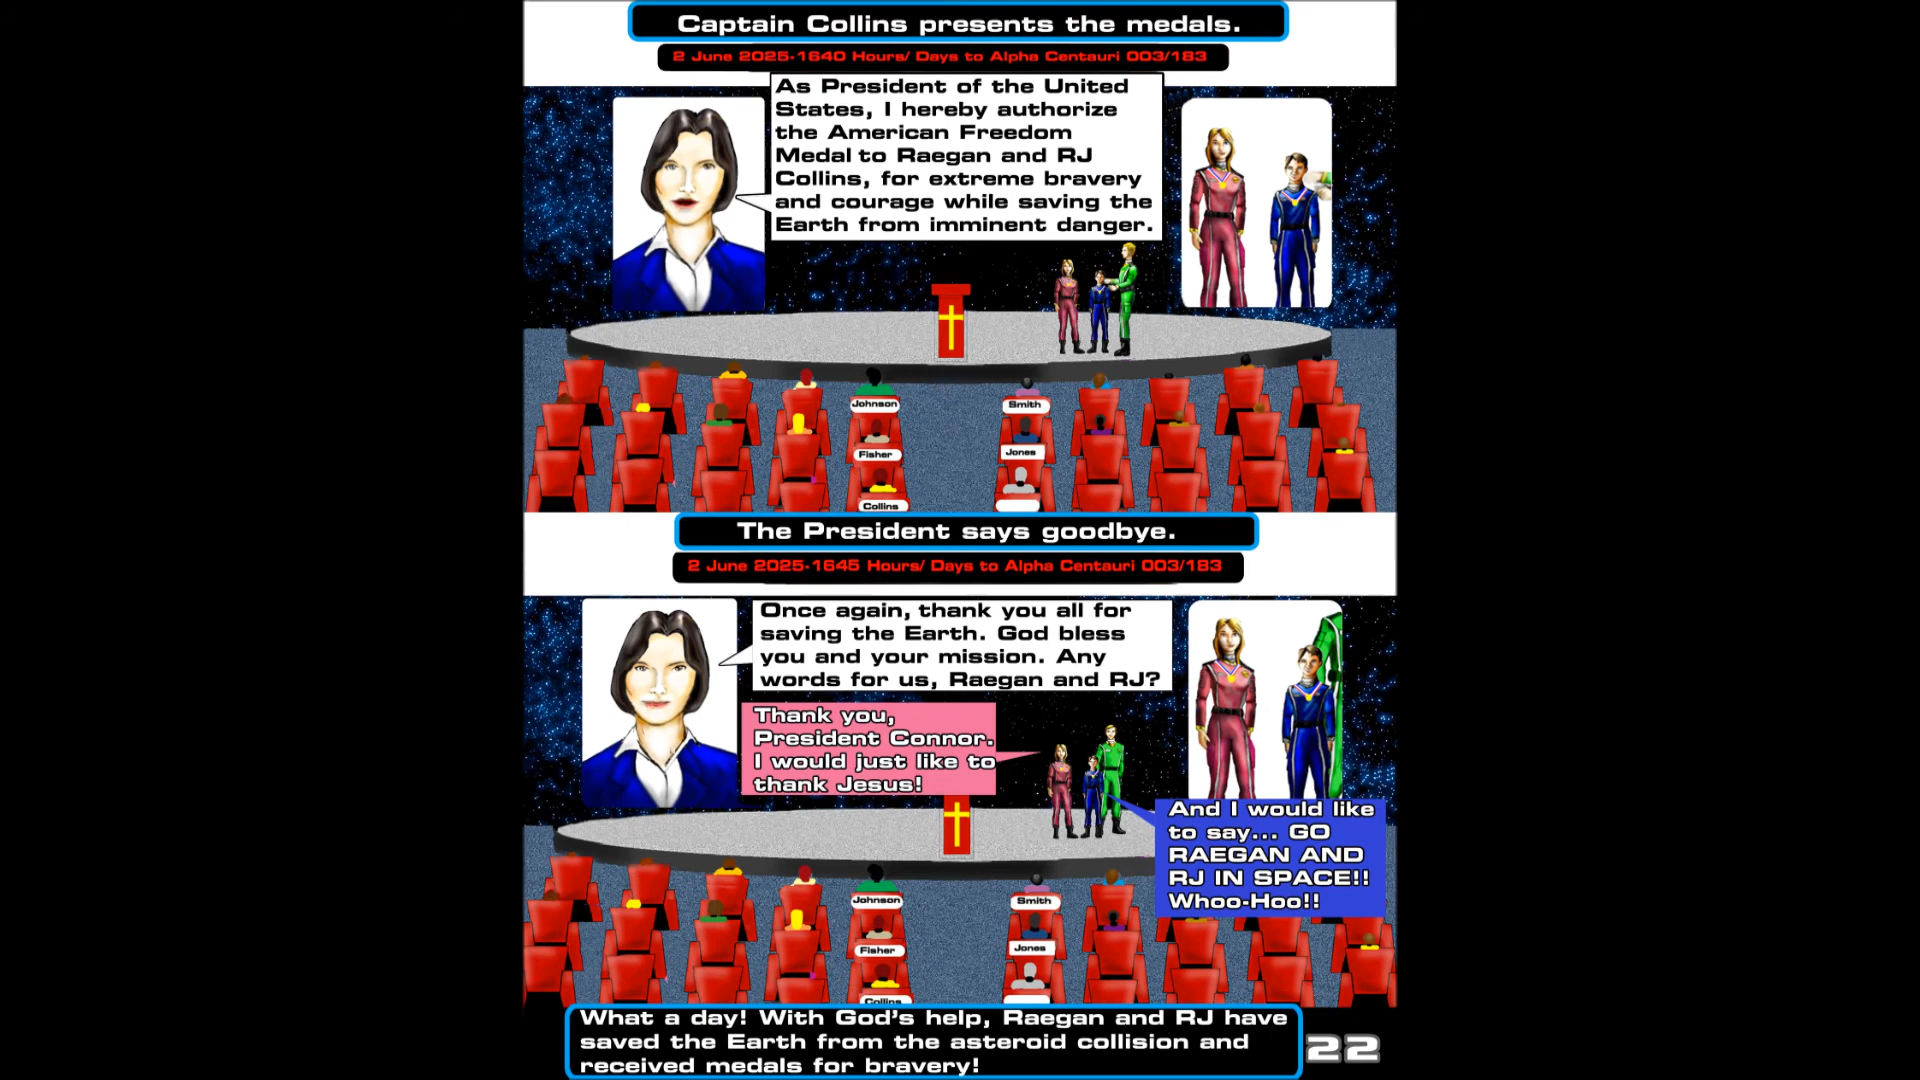 Captain Collins presents the medals.
2 June 2025-1640 Hours/ Days to Alpha Centauri 003/183
As President of the United
States, I hereby authorize
the American Freedom
Medal to Raegan and RJ
Collins, for extreme bravery
and courage while saving the
Earth from imminent danger.
Johnson
Smith
Fisher
Jones
Collins
The President says goodbye.
2 June 2025-1645 Hours/ Days to Alpha Centauri 003/183
Once again, thank you all for
saving the Earth. God bless
you and your mission. Any
words for us, Raegan and RJ?
Thank you,
President Connor.
I would just like to
thank Jesus!
And I would like
to say... GO
RAEGAN AND
RJ IN SPACE!!
Whoo-Hoo!!
Johnson
Smith
Fisher
Jones
Collins
What a day! With God's help, Raegan and RJ have
saved the Earth from the asteroid collision and
received medals for bravery!
22